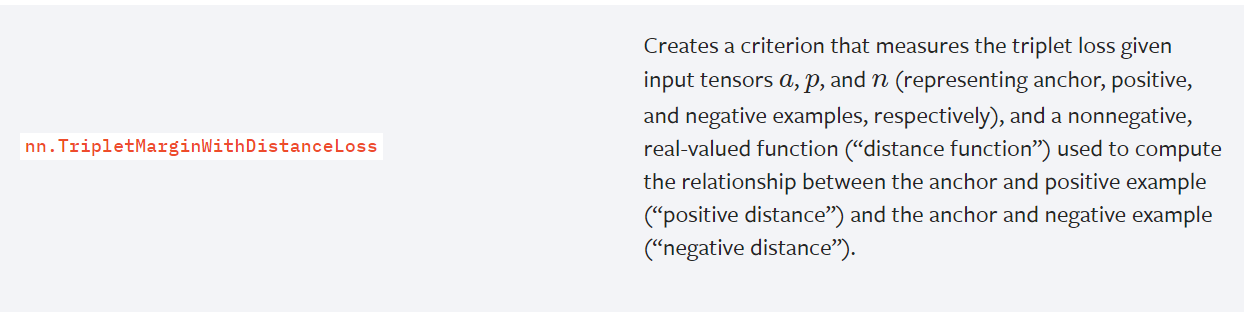 nn.TripletMarginWithDistanceLoss
Creates a criterion that measures the triplet loss given
input tensors a, p, and n (representing anchor, positive,
and negative examples, respectively), and a nonnegative,
real-valued function (“distance function”) used to compute
the relationship between the anchor and positive example
(“positive distance”) and the anchor and negative example
(“negative distance”).